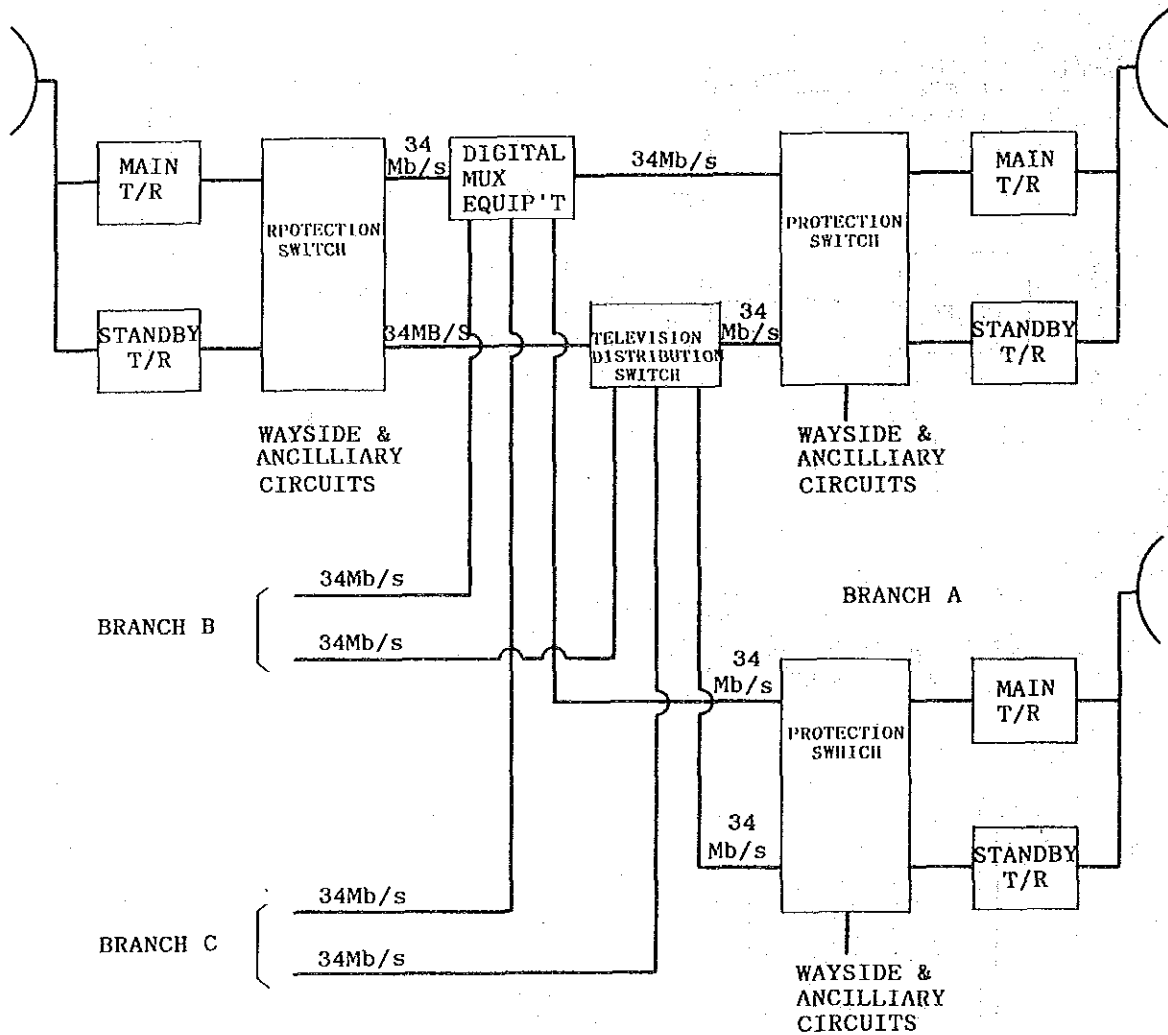 34
Mb/s
DIGITAL
MUX
EQUIP'T
34Mb/s
MAIN
T/R
RPOTECTION
SWITCH
PROTECTION
SWITCH
MAIN
T/R
STANDBY
T/R
34MB/S
TELEVISION
DISTRIBUTION
SWITCH
34
Mb/s
STANDBY
T/R
WAYSIDE &
ANCILLIARY
CIRCUITS
WAYSIDE &
ANCILLIARY
CIRCUITS
34Mb/s
BRANCH B
34Mb/s
BRANCH A
34
Mb/s
PROTECTION
SWHICH
MAIN
T/R
34
Mb/s
STANDBY
T/R
34Mb/s
BRANCH C
34Mb/s
WAYSIDE &
ANCILLIARY
CIRCUITS